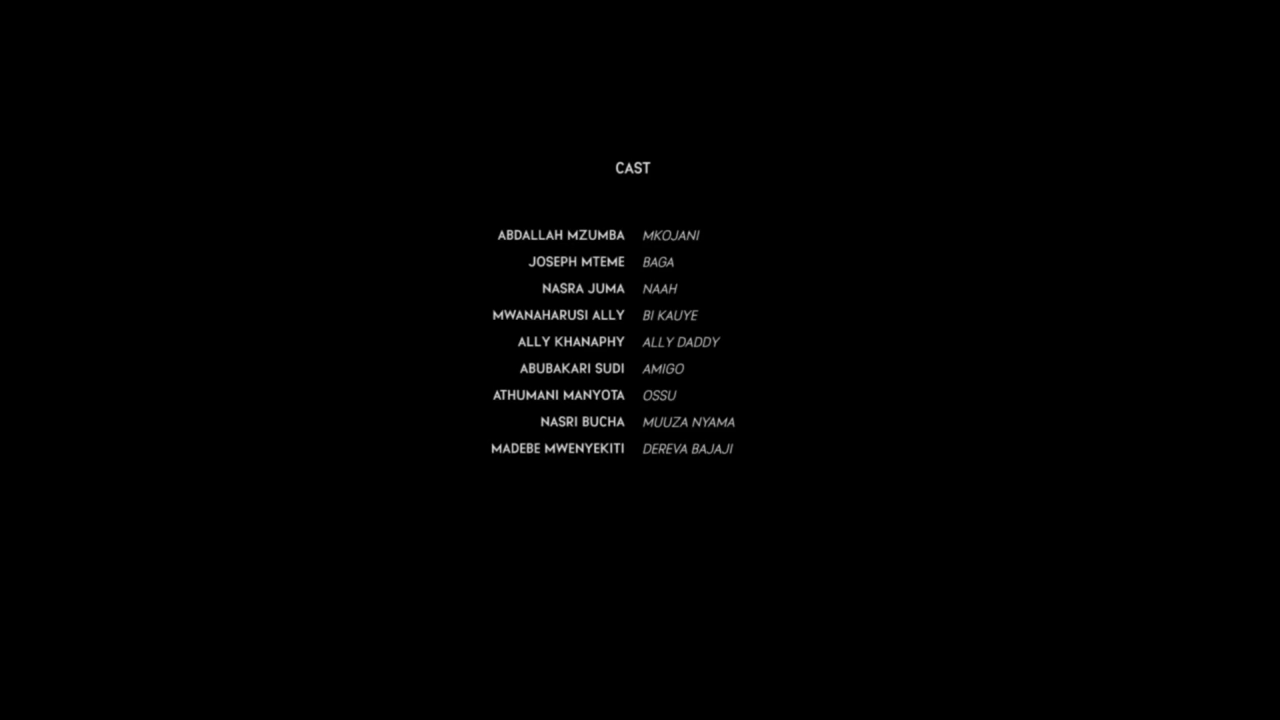 CAST
ABDALLAH MZUMBA MKOJANI
JOSEPH MTEME BAGA
NASRA JUMA NAAH
MWANAHARUSI ALLY BI KAUYE
ALLY KHANAPHY ALLY DADDY
ABUBAKARI SUDI AMIGO
ATHUMANI MANYOTA OSSU
NASRI BUCHA MUUZA NYAMA
MADEBE MWENYEKITI DEREVA BAJAJI